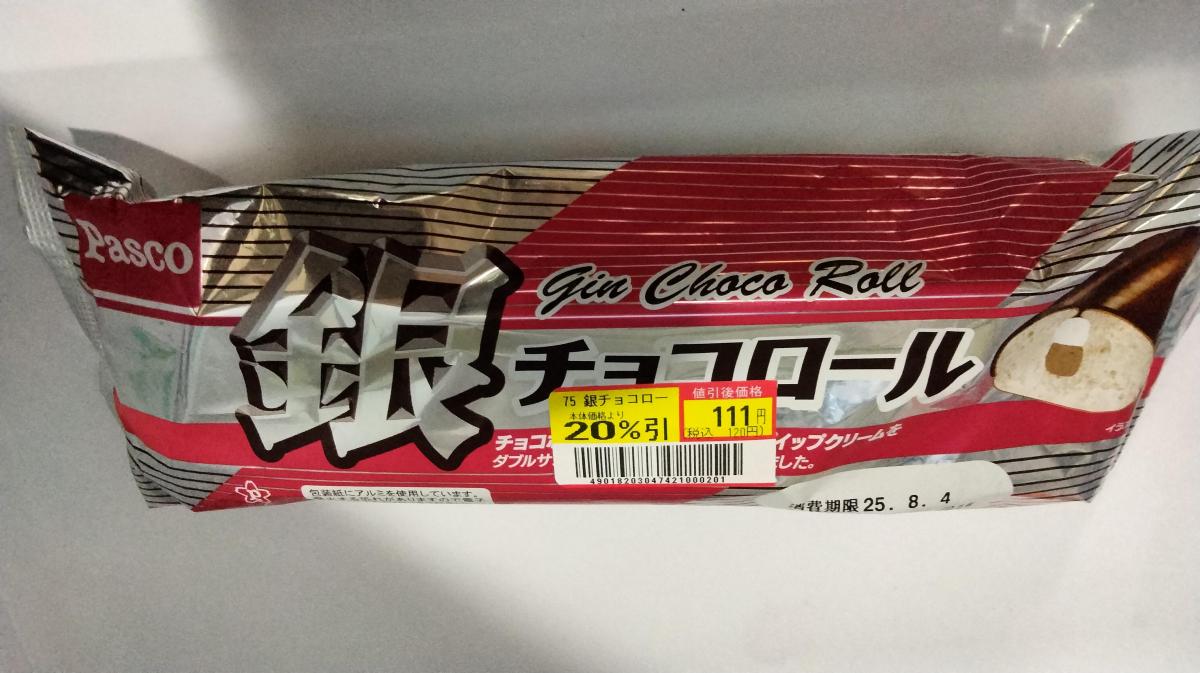 Pasco
銀
Gin Choco Roll
チョコロール
75 銀チョコロー
本体価格より
20%引
値引後価格
111円
(税込 120円)
49018203047421000201
チョコ
イップクリームを
ダブルサ
した。
包装紙にアルミを使用しています。
消費期限 25. 8. 4